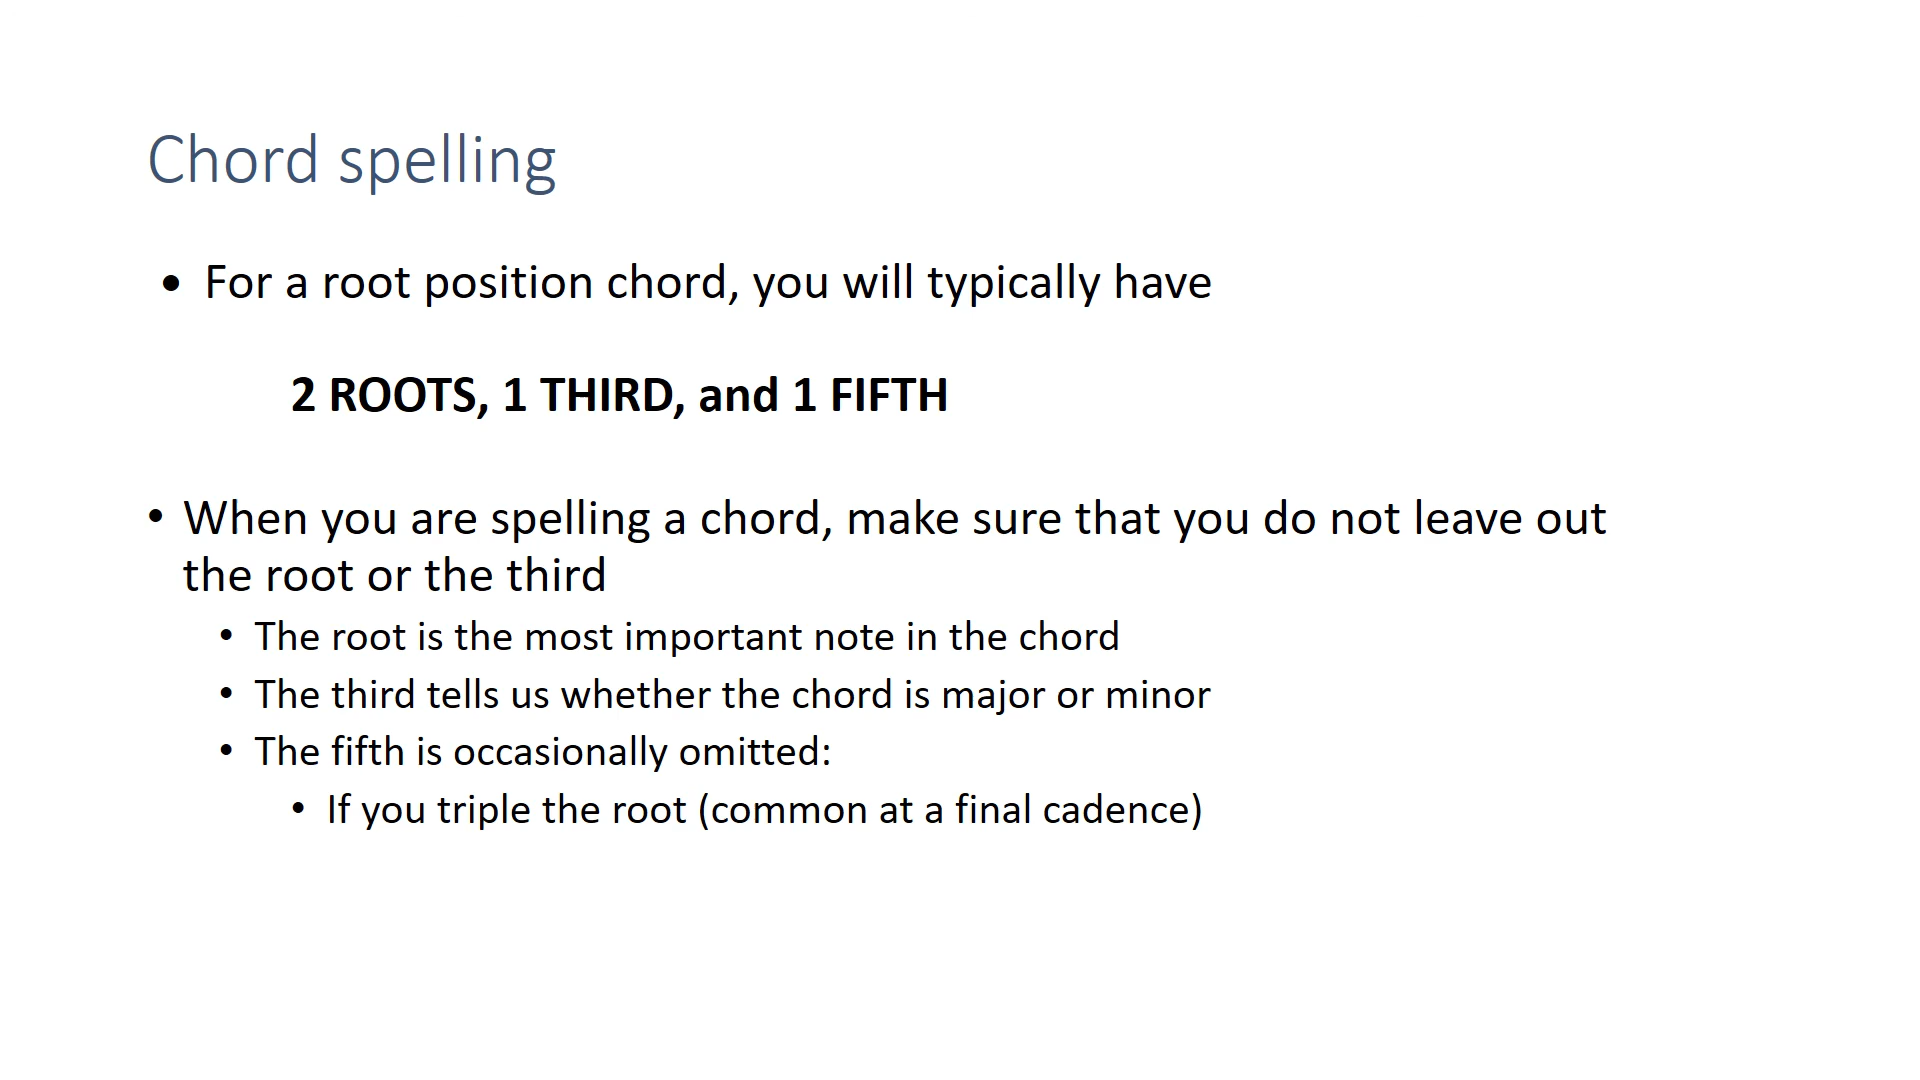 Chord spelling
• For a root position chord, you will typically have
2 ROOTS, 1 THIRD, and 1 FIFTH
• When you are spelling a chord, make sure that you do not leave out
the root or the third
• The root is the most important note in the chord
• The third tells us whether the chord is major or minor
• The fifth is occasionally omitted:
• If you triple the root (common at a final cadence)